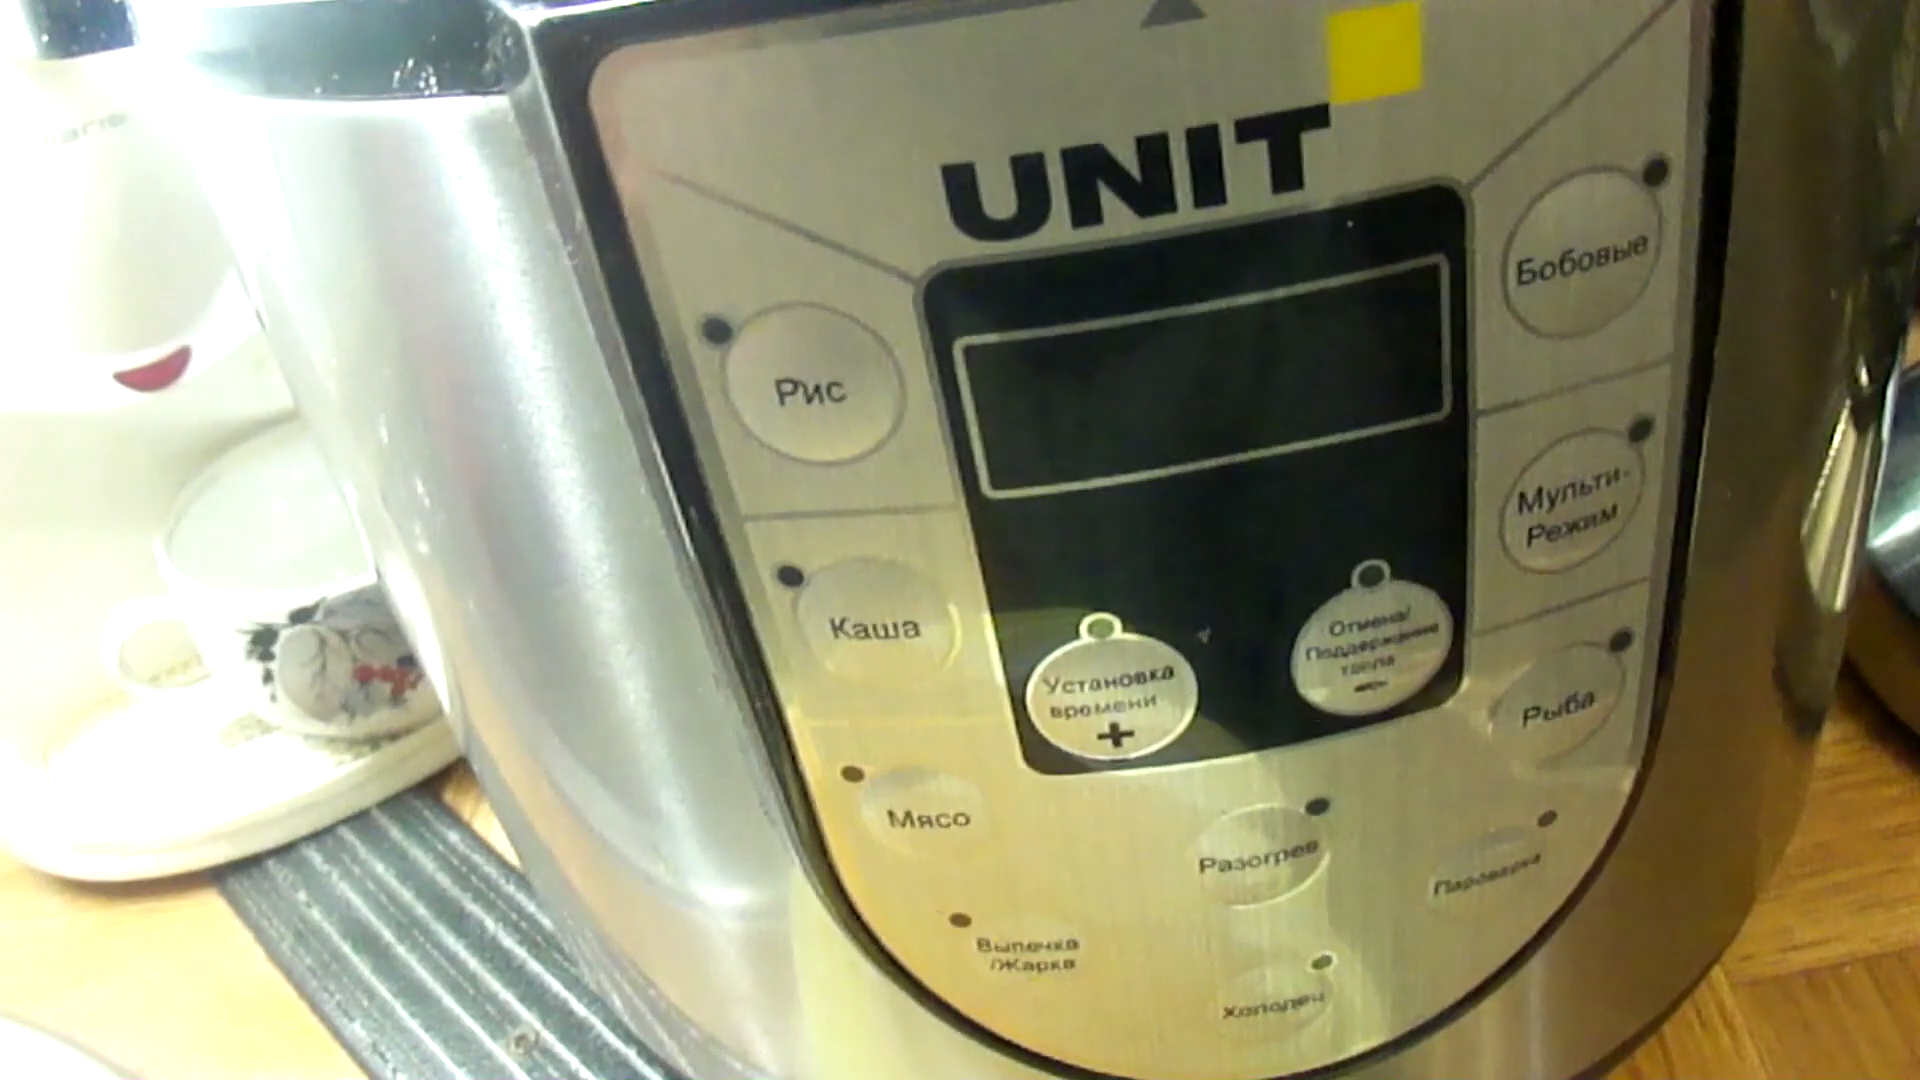 UNIT
Бобовые
Рис
Мульти-
Режим
Каша
Отмена/
Поддержание
тепла
-
Установка
времени
+
Рыба
Мясо
Разогрев
Пароварка
Выпечка
/Жарка
Холодец